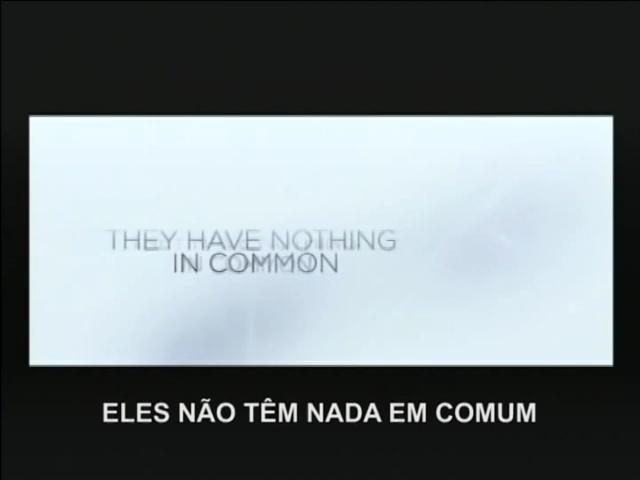 THEY HAVE NOTHING
IN COMMON
ELES NÃO TÊM NADA EM COMUM